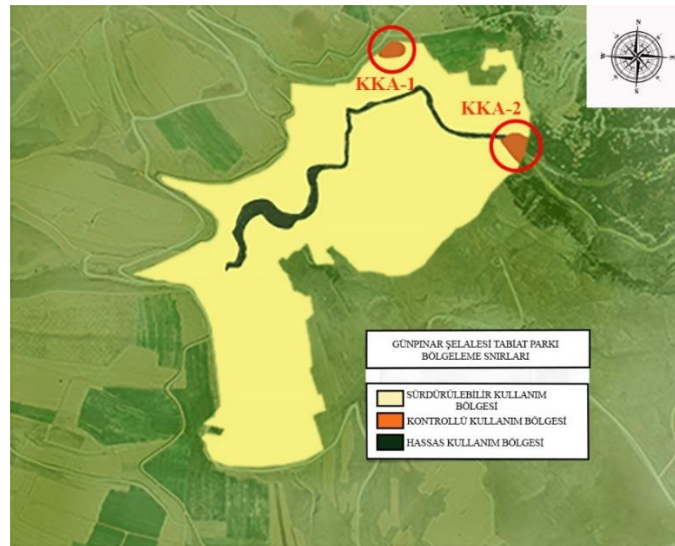 N
W
E
S
KKA-1
KKA-2
GÜNPINAR ŞELALESİ TABİAT PARKI
BÖLGELEME SNIRLARI
SÜRDÜRÜLEBİLİR KULLANIM
BÖLGESİ
KONTROLLÜ KULLANIM BÖLGESİ
HASSAS KULLANIM BÖLGESİ